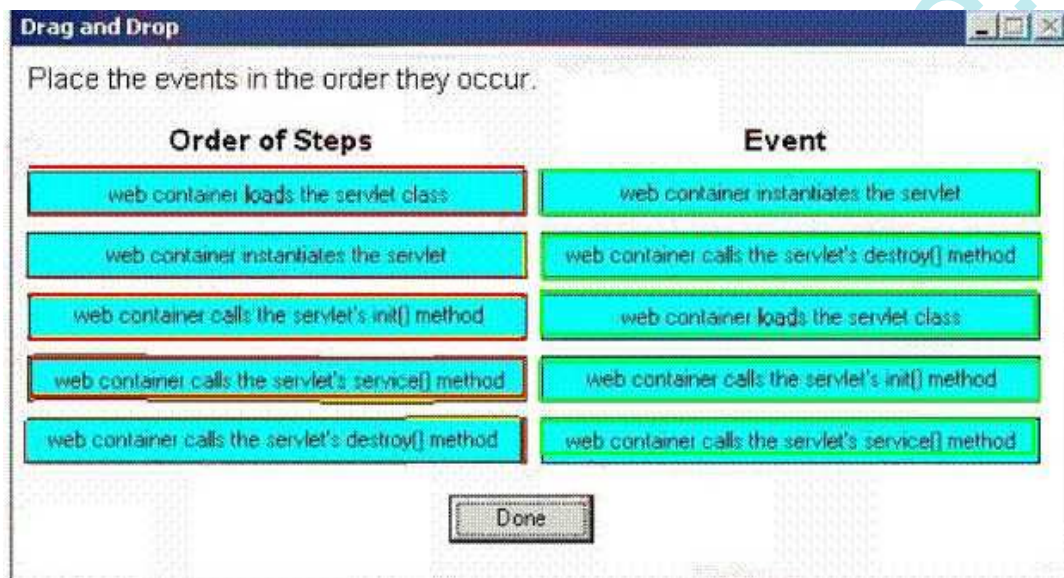 Drag and Drop
Place the events in the order they occur.
Order of Steps
Event
web container loads the servlet class
web container instantiates the servlet
web container instantiates the servlet
web container calls the servlet's destroy() method
web container calls the servlet's init() method
web container loads the servlet class
web container calls the servlet's service() method
web container calls the servlet's init() method
web container calls the servlet's destroy() method
web container calls the servlet's service() method
Done